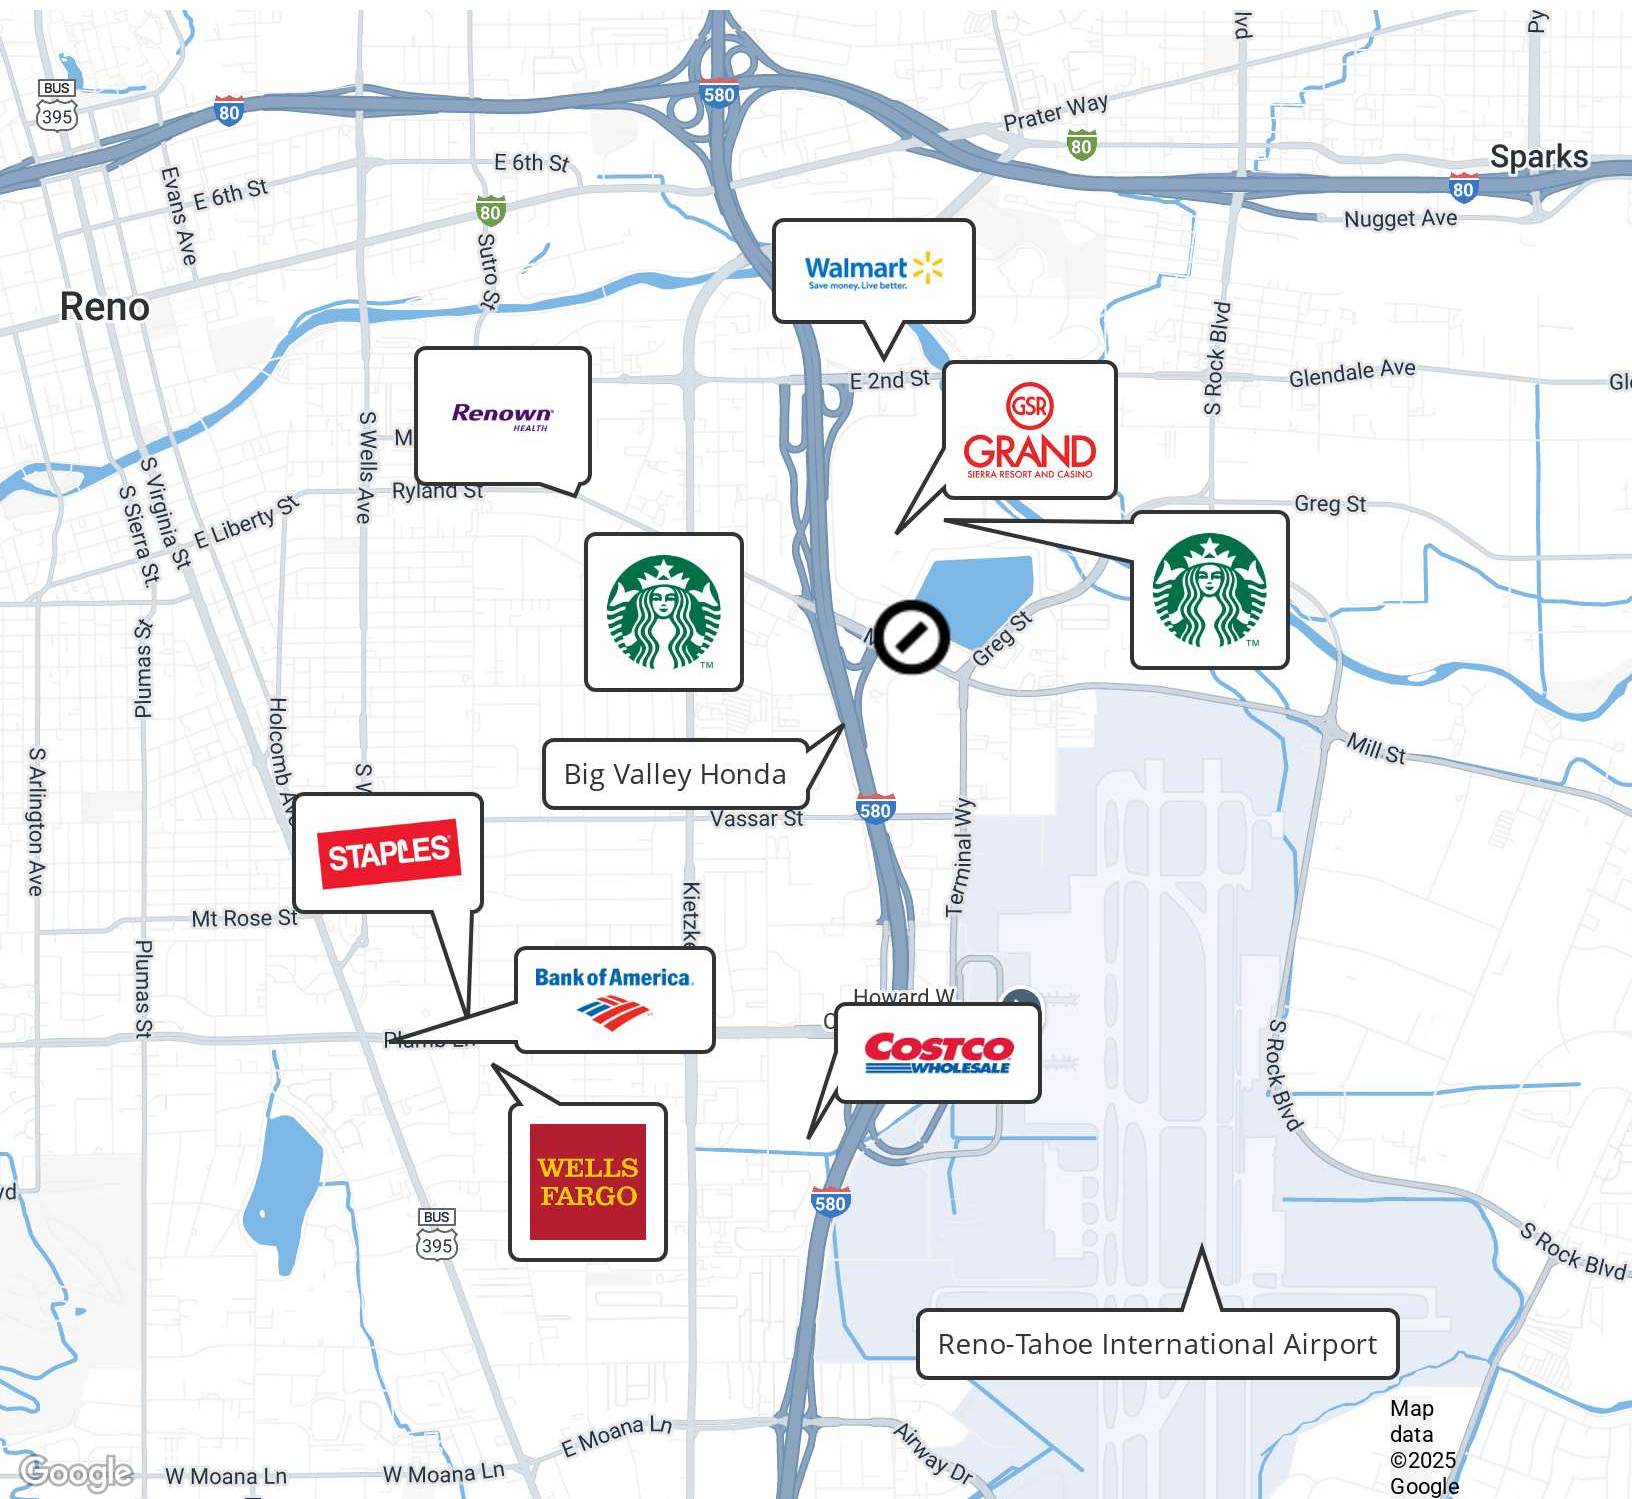 BUS
395
80
580
Prater Way
80
Sparks
80
Nugget Ave
E 6th St
E 6th St
Evans Ave
80
Sutro St
Reno
Walmart
Save money. Live better.
E 2nd St
S Rock Blvd
Glendale Ave
Renown
HEALTH
GSR
GRAND
SIERRA RESORT AND CASINO
S Wells Ave
Ryland St
E Liberty St
S Virginia St
S Sierra St
Greg St
Plumas St
TM
TM
Greg St
Holcomb Ave
Big Valley Honda
580
Vassar St
Mill St
S Arlington Ave
STAPLES
Mt Rose St
Kietzke
Terminal Wy
Plumas St
Bank of America
Howard W
Plumb Ln
COSTCO
WHOLESALE
S Rock Blvd
WELLS
FARGO
580
BUS
395
S Rock Blvd
Reno-Tahoe International Airport
E Moana Ln
W Moana Ln
W Moana Ln
Airway Dr
Google
Map
data
©2025
Google